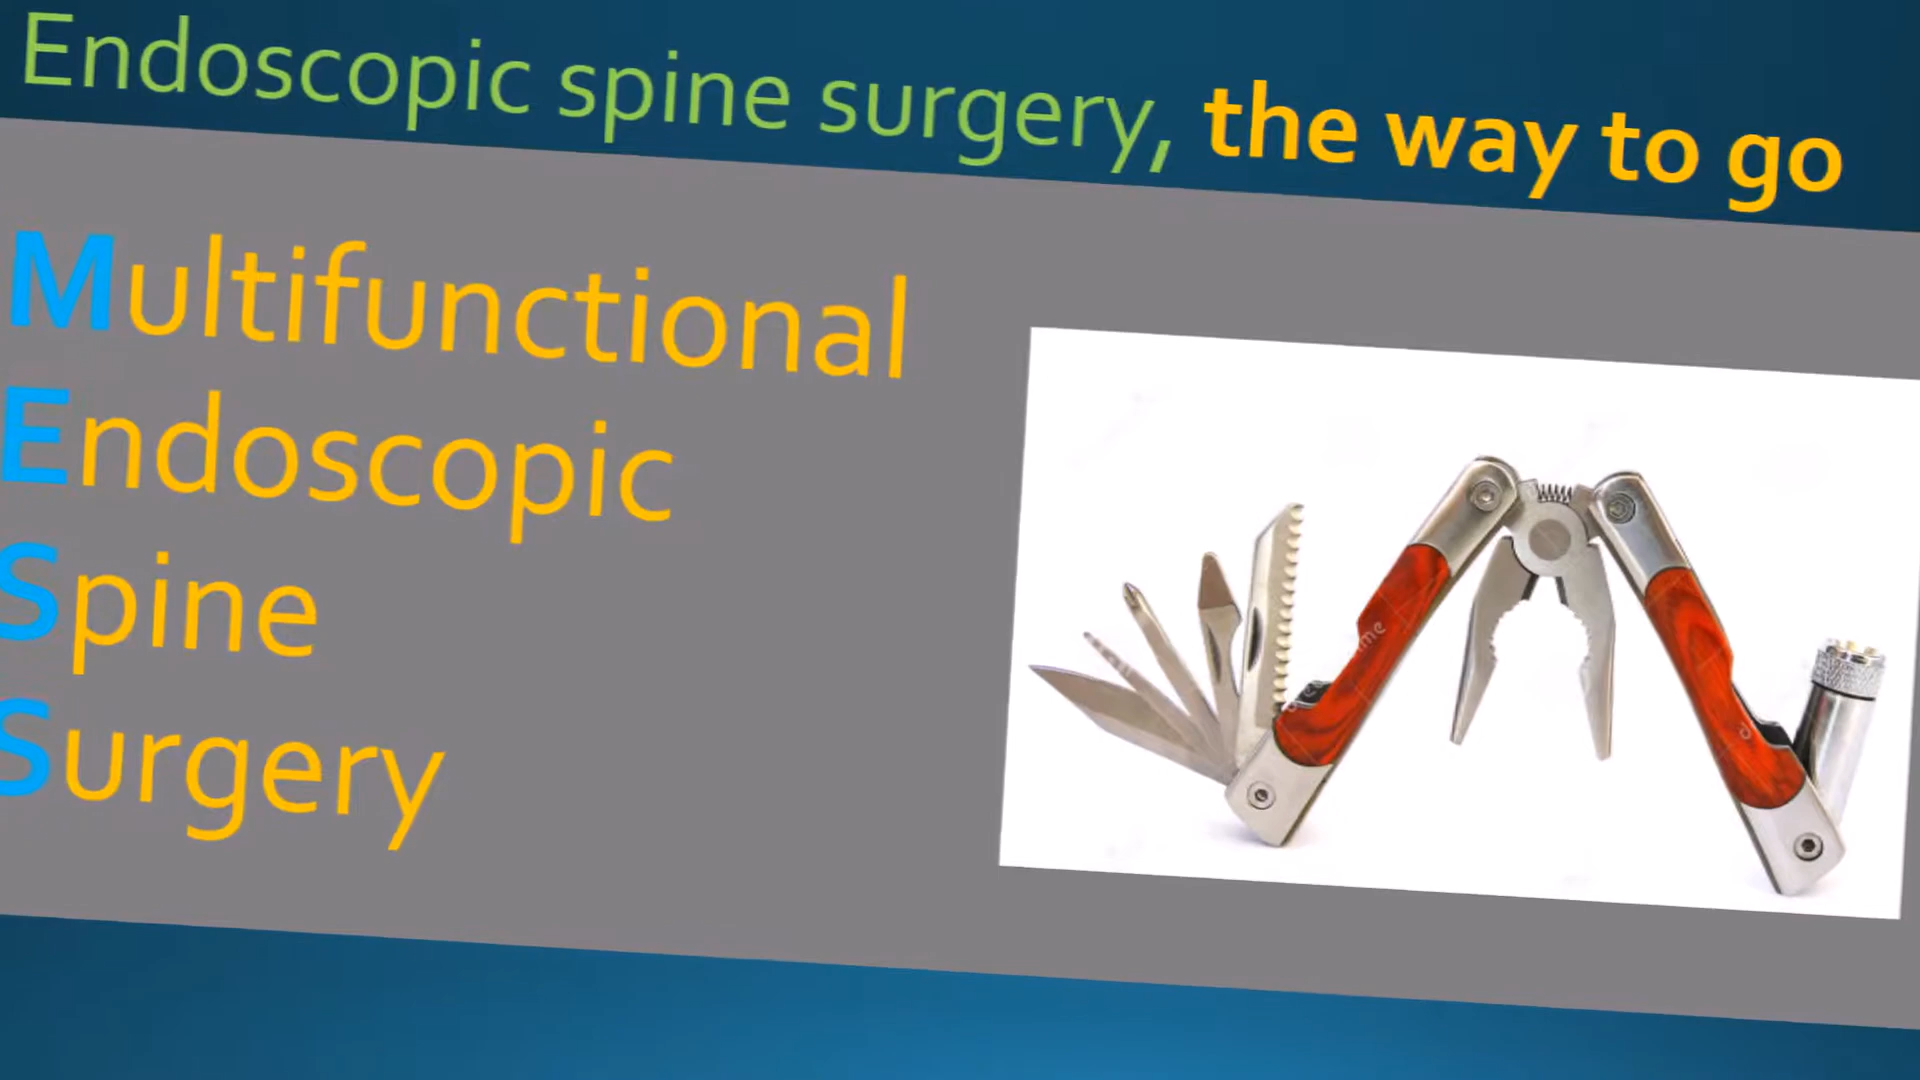 Endoscopic spine surgery, the way to go
Multifunctional
Endoscopic
Spine
Surgery